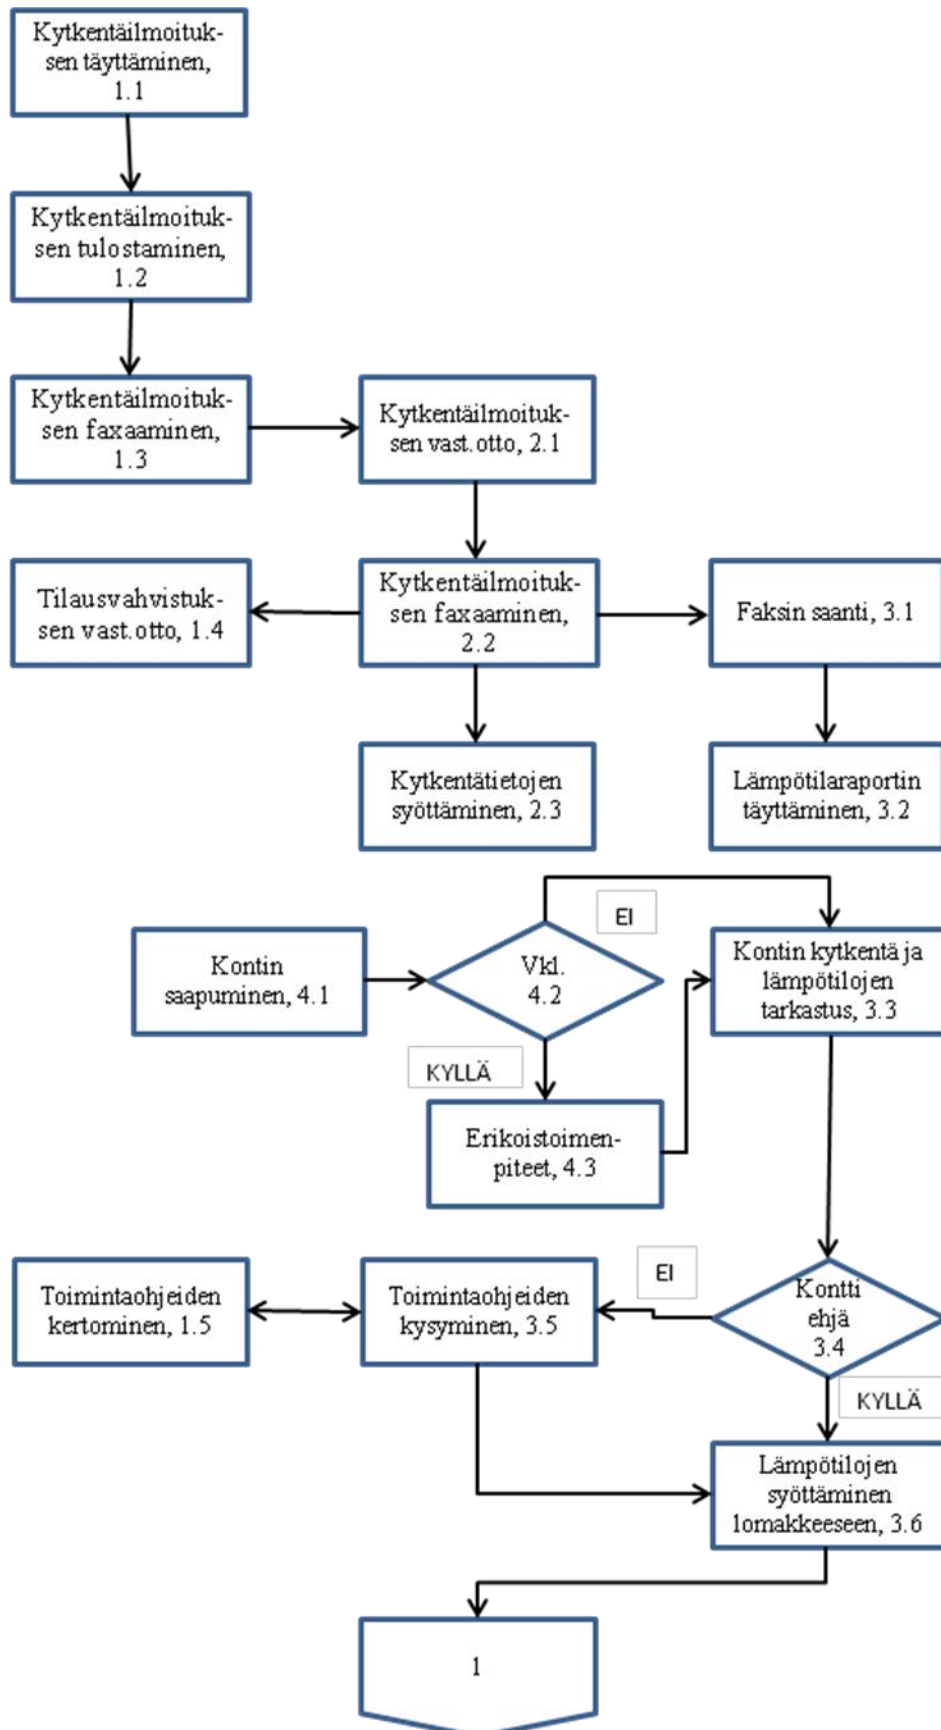 Kytkentäilmoituk-
sen täyttäminen,
1.1
Kytkentäilmoituk-
sen tulostaminen,
1.2
Kytkentäilmoituk-
sen faxaaminen,
1.3
Kytkentäilmoituk-
sen vast.otto, 2.1
Tilausvahvistuk-
sen vast.otto, 1.4
Kytkentäilmoituk-
sen faxaaminen,
2.2
Faksin saanti, 3.1
Kytkentätietojen
syöttäminen, 2.3
Lämpötilaraportin
täyttäminen, 3.2
EI
Kontin
saapuminen, 4.1
Vkl.
4.2
Kontin kytkentä ja
lämpötilojen
tarkastus, 3.3
KYLLÄ
Erikoistoimen-
piteet, 4.3
EI
Toimintaohjeiden
kertominen, 1.5
Toimintaohjeiden
kysyminen, 3.5
Kontti
ehjä
3.4
KYLLÄ
Lämpötilojen
syöttäminen
lomakkeeseen, 3.6
1